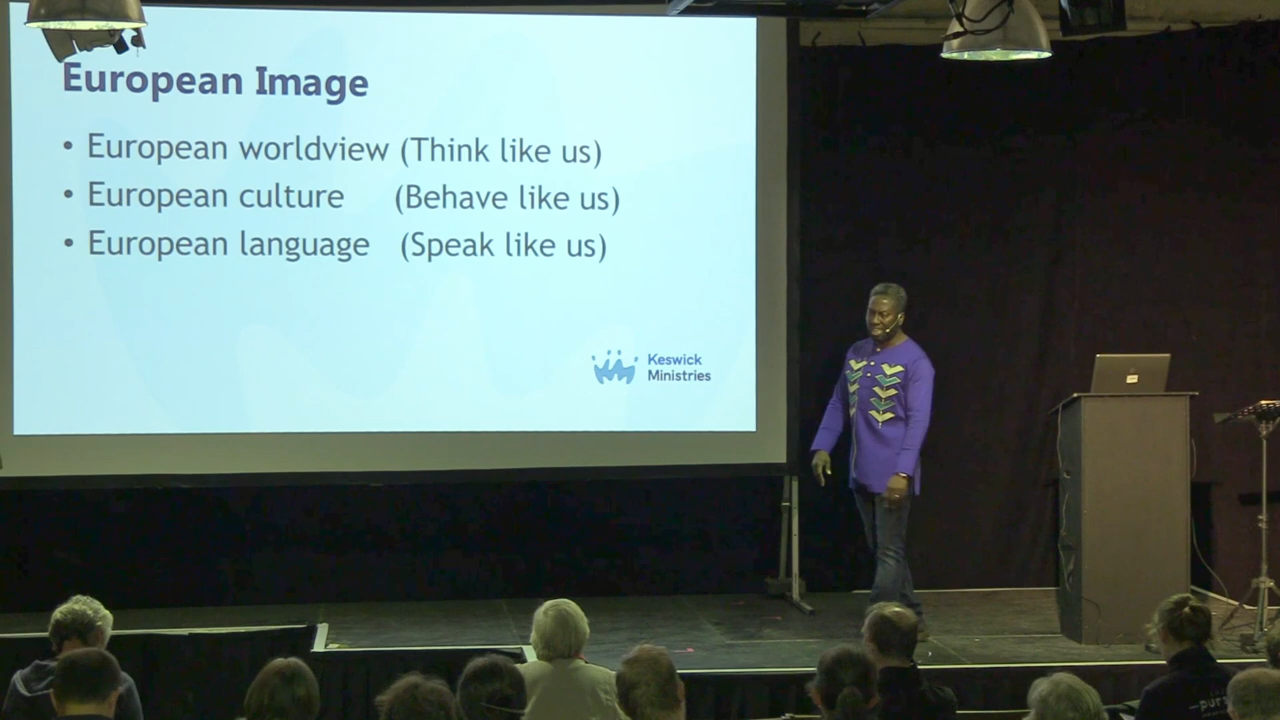 European Image
• European worldview (Think like us)
• European culture (Behave like us)
• European language (Speak like us)
Keswick
Ministries